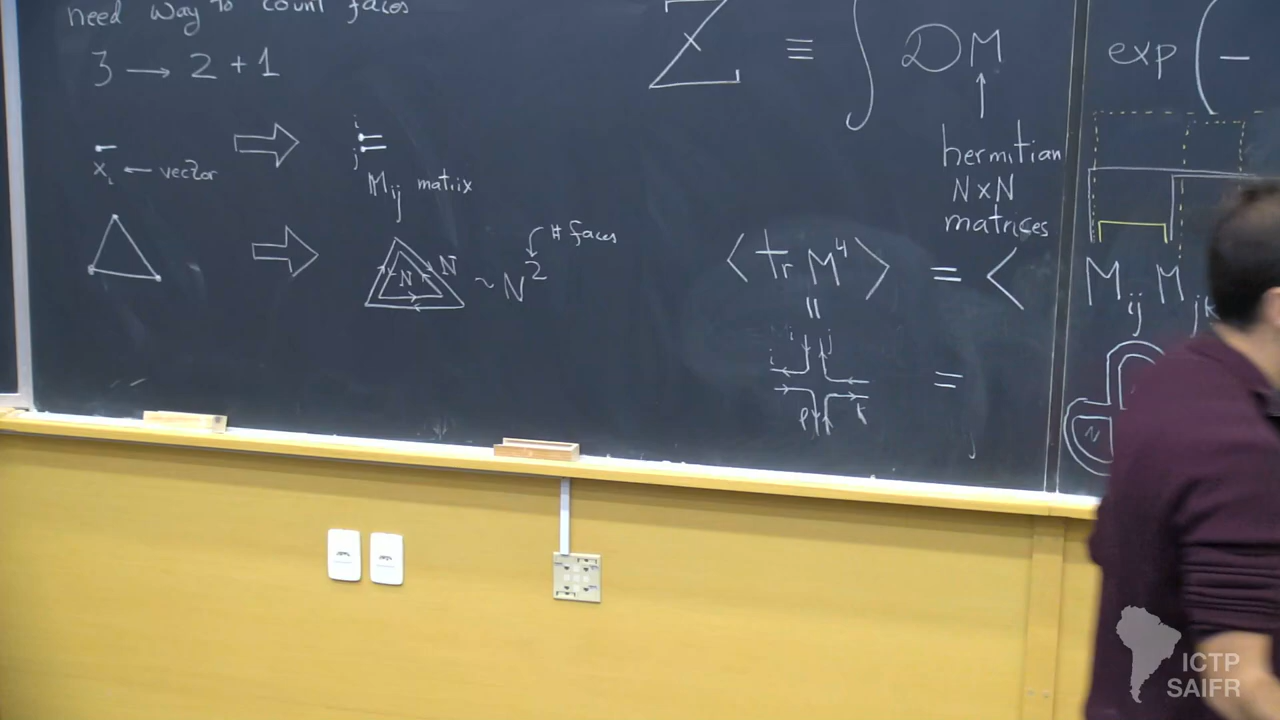 need way to count faces
3 → 2 + 1
x_i ← vector
i
j
M_ij matrix
N
N
~ N^2
# faces
Z ≡ ∫ DM exp ( −
↑
hermitian
N x N
matrices
< tr M^4 > = < M_ij M_jk
=
i j
i
l k
=
N
ICTP
SAIFR